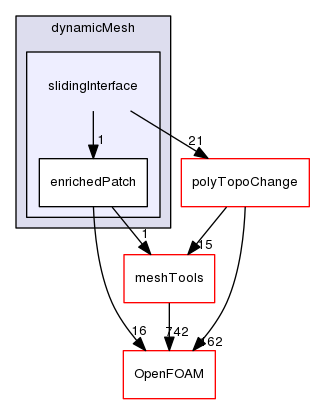 dynamicMesh
slidingInterface
1
21
enrichedPatch
polyTopoChange
1
15
meshTools
16
742
62
OpenFOAM